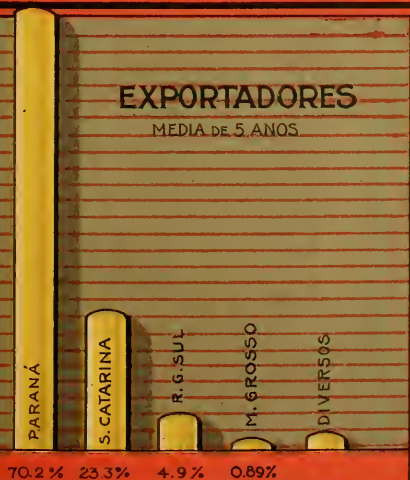 EXPORTADORES
MEDIA DE 5 ANOS
PARANÁ
S. CATARINA
R. G. SUL
M. GROSSO
DIVERSOS
70.2% 23.3% 4.9% 0.89%